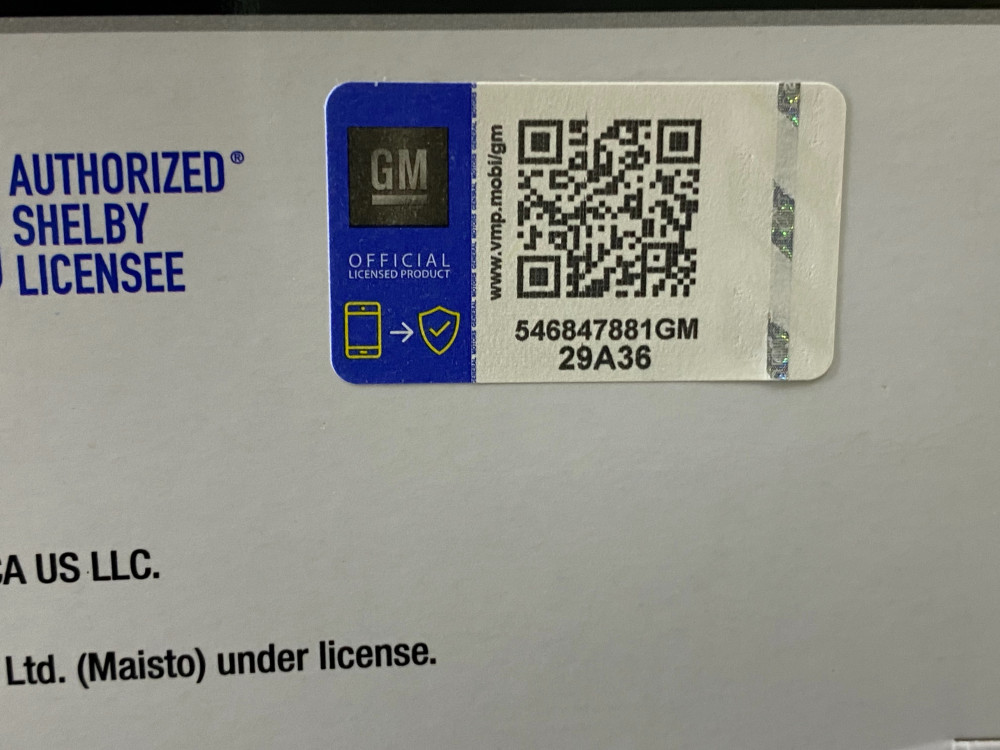 AUTHORIZED®
SHELBY
LICENSEE
GM
OFFICIAL
LICENSED PRODUCT
www.vmp.mobi/gm
546847881GM
29A36
US LLC.
Ltd. (Maisto) under license.